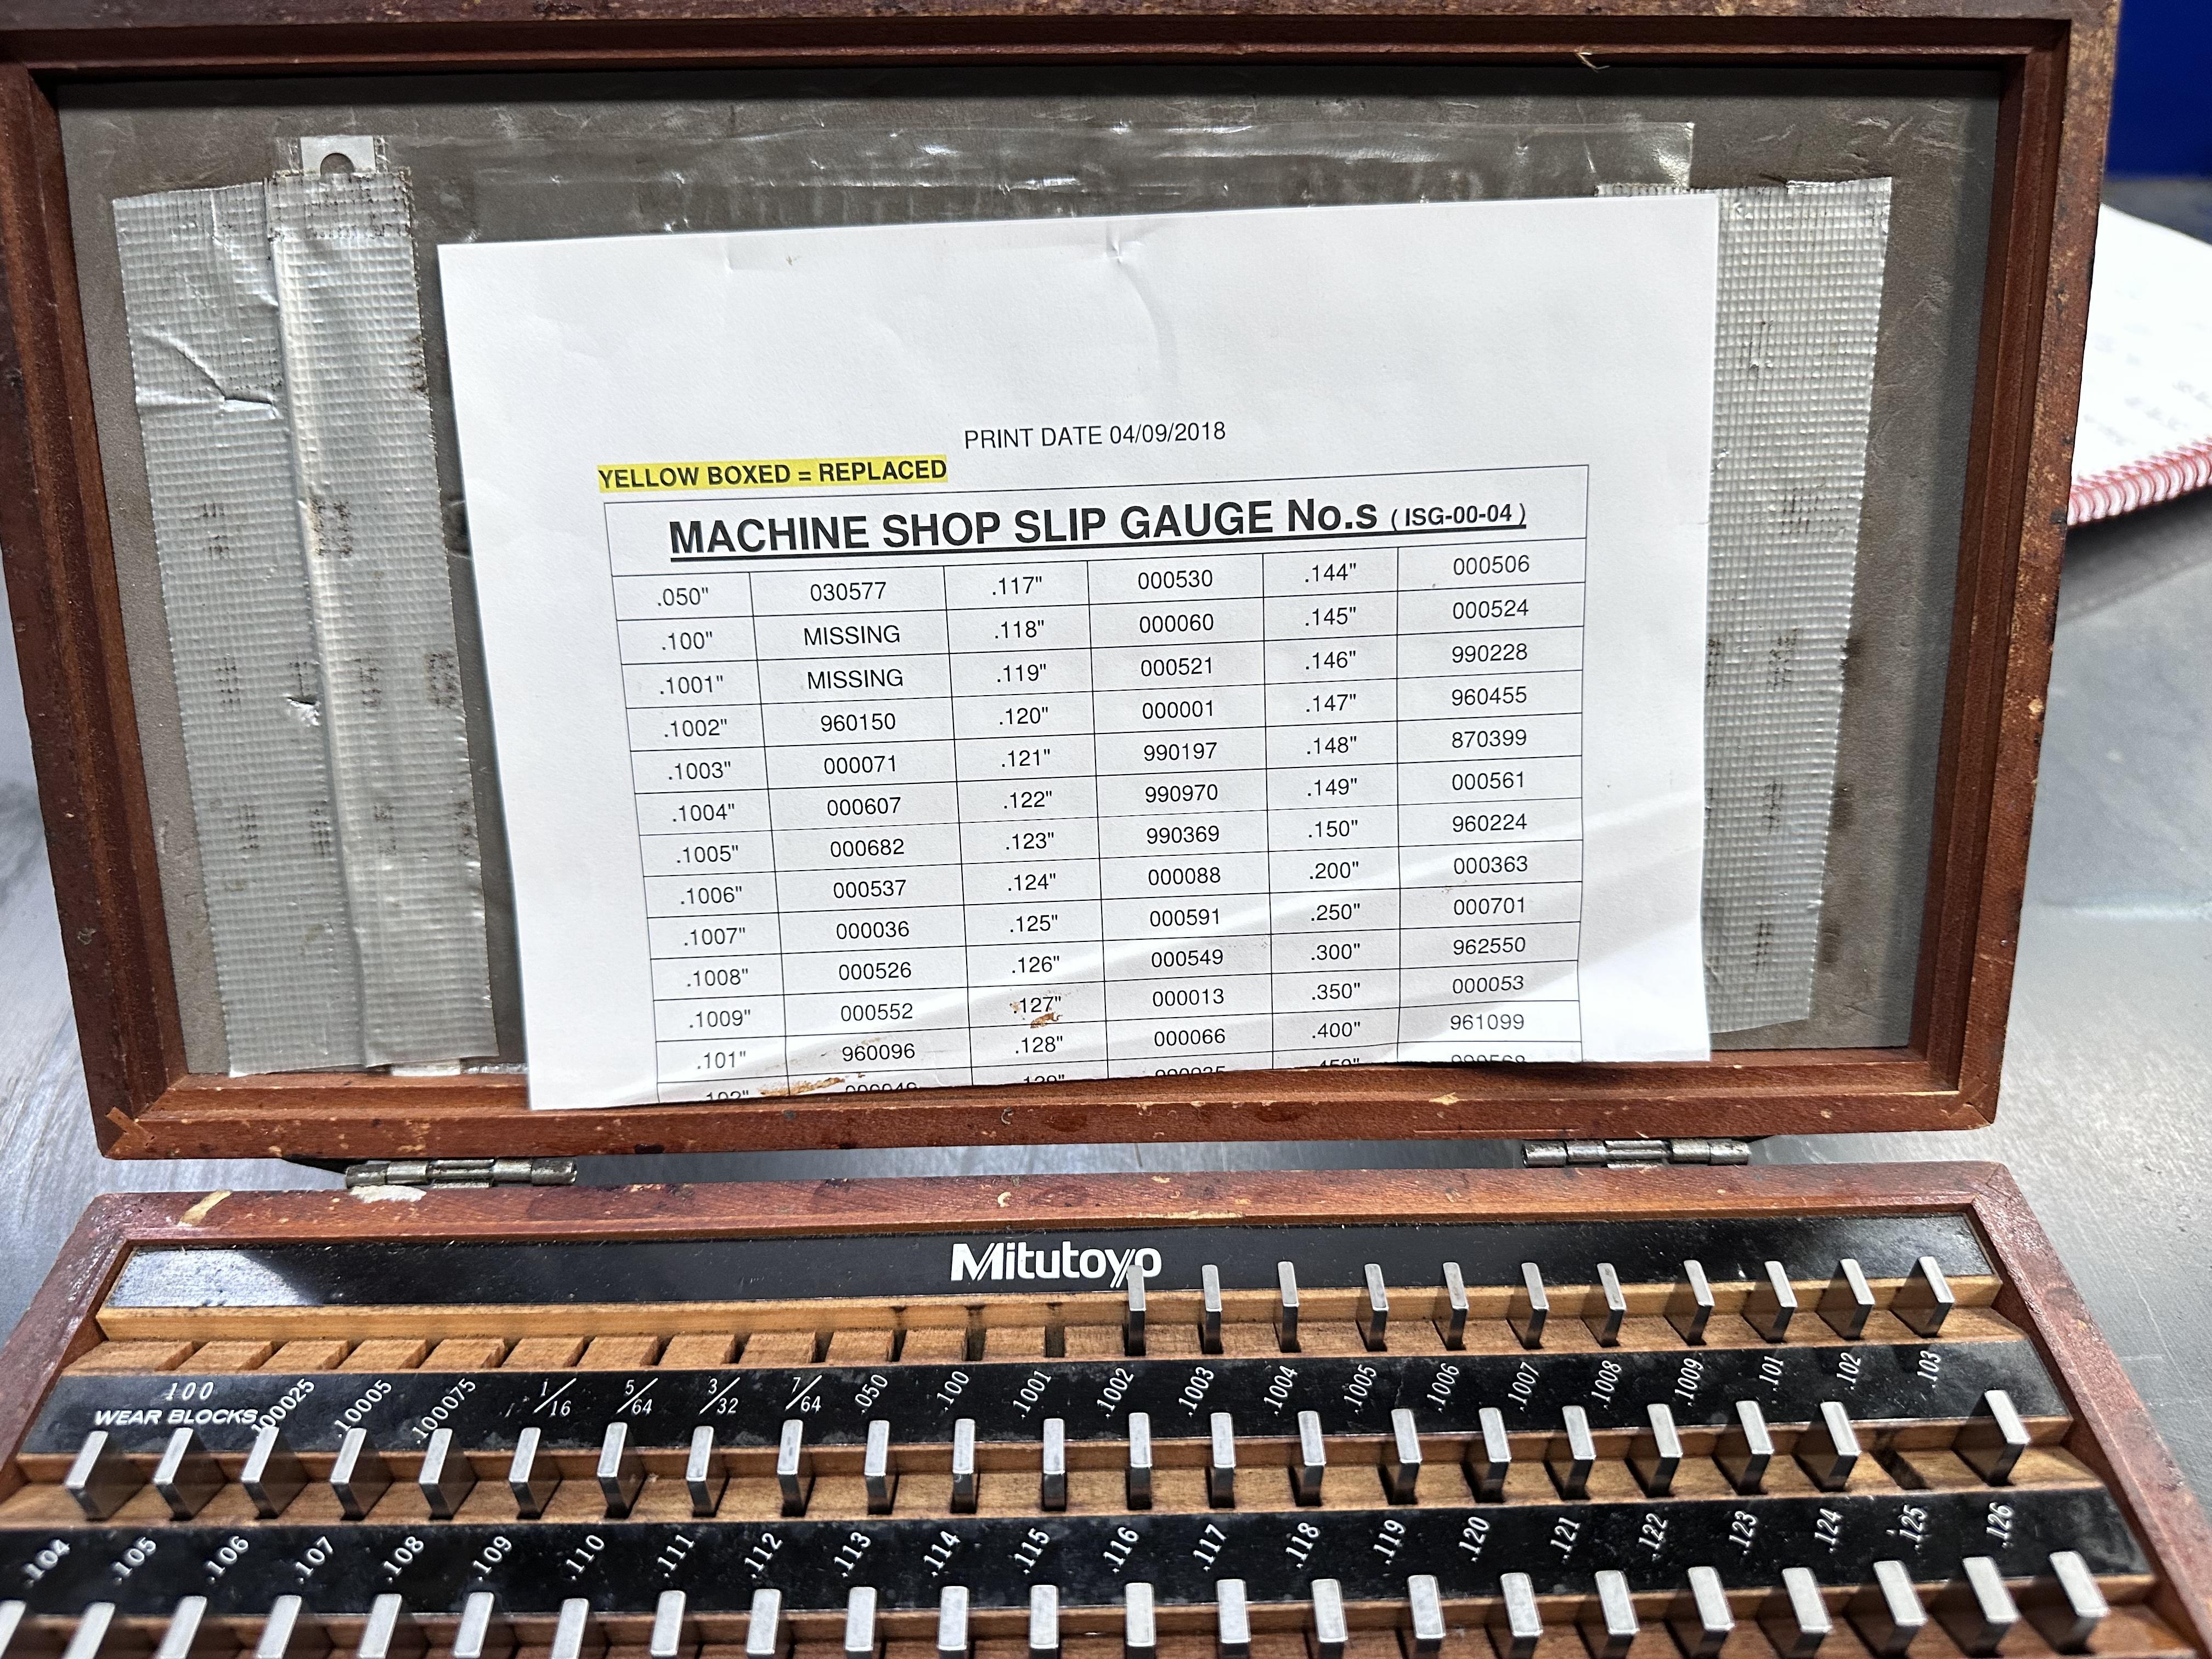 PRINT DATE 04/09/2018
YELLOW BOXED = REPLACED
MACHINE SHOP SLIP GAUGE No.s ( ISG-00-04 )
.050" 030577 .117" 000530 .144" 000506
.100" MISSING .118" 000060 .145" 000524
.1001" MISSING .119" 000521 .146" 990228
.1002" 960150 .120" 000001 .147" 960455
.1003" 000071 .121" 990197 .148" 870399
.1004" 000607 .122" 990970 .149" 000561
.1005" 000682 .123" 990369 .150" 960224
.1006" 000537 .124" 000088 .200" 000363
.1007" 000036 .125" 000591 .250" 000701
.1008" 000526 .126" 000549 .300" 962550
.1009" 000552 .127" 000013 .350" 000053
.101" 960096 .128" 000066 .400" 961099
.102" .129" .450"
Mitutoyo
100 .100025 .10005 .100075 1/16 5/64 3/32 7/64 .050 .100 .1001 .1002 .1003 .1004 .1005 .1006 .1007 .1008 .1009 .101 .102 .103
WEAR BLOCKS
.104 .105 .106 .107 .108 .109 .110 .111 .112 .113 .114 .115 .116 .117 .118 .119 .120 .121 .122 .123 .124 .125 .126